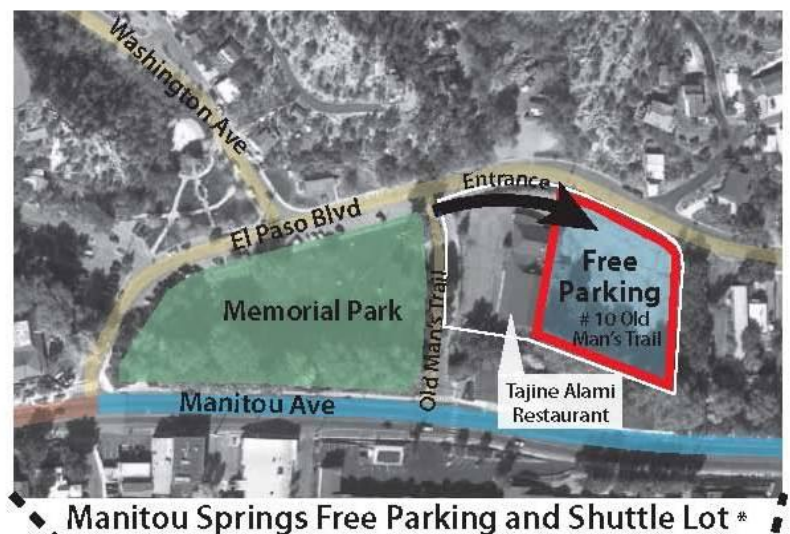 Washington Ave
Entrance
El Paso Blvd
Free
Parking
# 10 Old
Man's Trail
Memorial Park
Old Man's Trail
Tajine Alami
Restaurant
Manitou Ave
Manitou Springs Free Parking and Shuttle Lot *